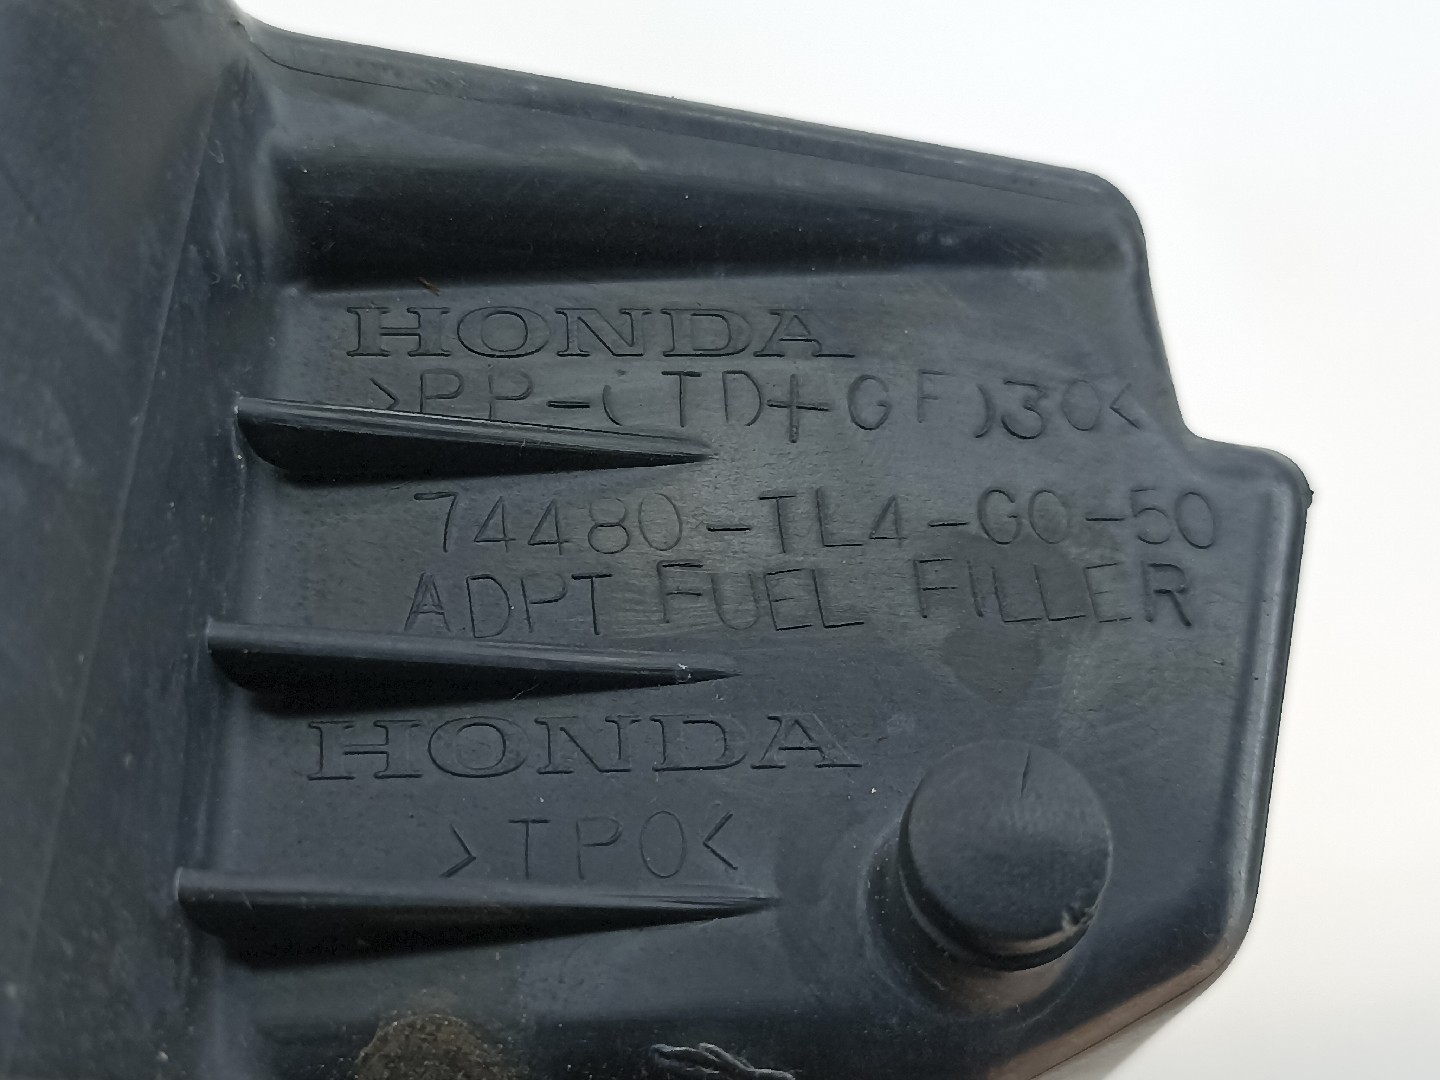 HONDA
>PP-(TD+GF)30<
74480-TL4-G0-50
ADPT FUEL FILLER
HONDA
>TPO<